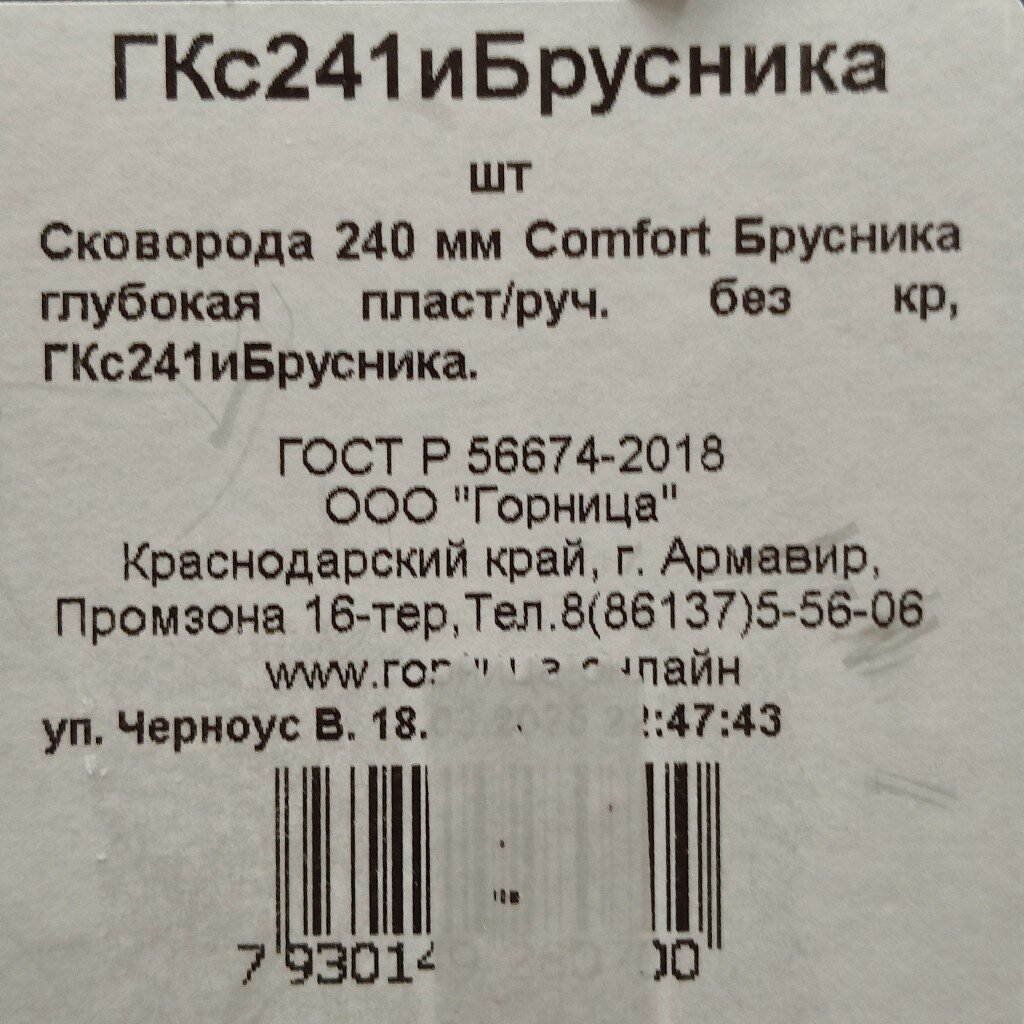 ГКс241иБрусника
шт
Сковорода 240 мм Comfort Брусника
глубокая пласт/руч. без кр,
ГКс241иБрусника.
ГОСТ Р 56674-2018
ООО "Горница"
Краснодарский край, г. Армавир,
Промзона 16-тер,Тел.8(86137)5-56-06
уп. Черноус В. 18.